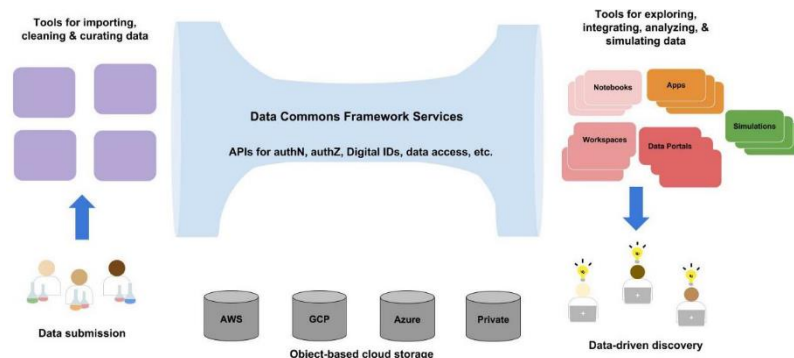 Tools for importing,
cleaning & curating data
Tools for exploring,
integrating, analyzing, &
simulating data
Data Commons Framework Services
APIs for authN, authZ, Digital IDs, data access, etc.
Notebooks
Apps
Simulations
Workspaces
Data Portals
Data submission
AWS
GCP
Azure
Private
Object-based cloud storage
Data-driven discovery